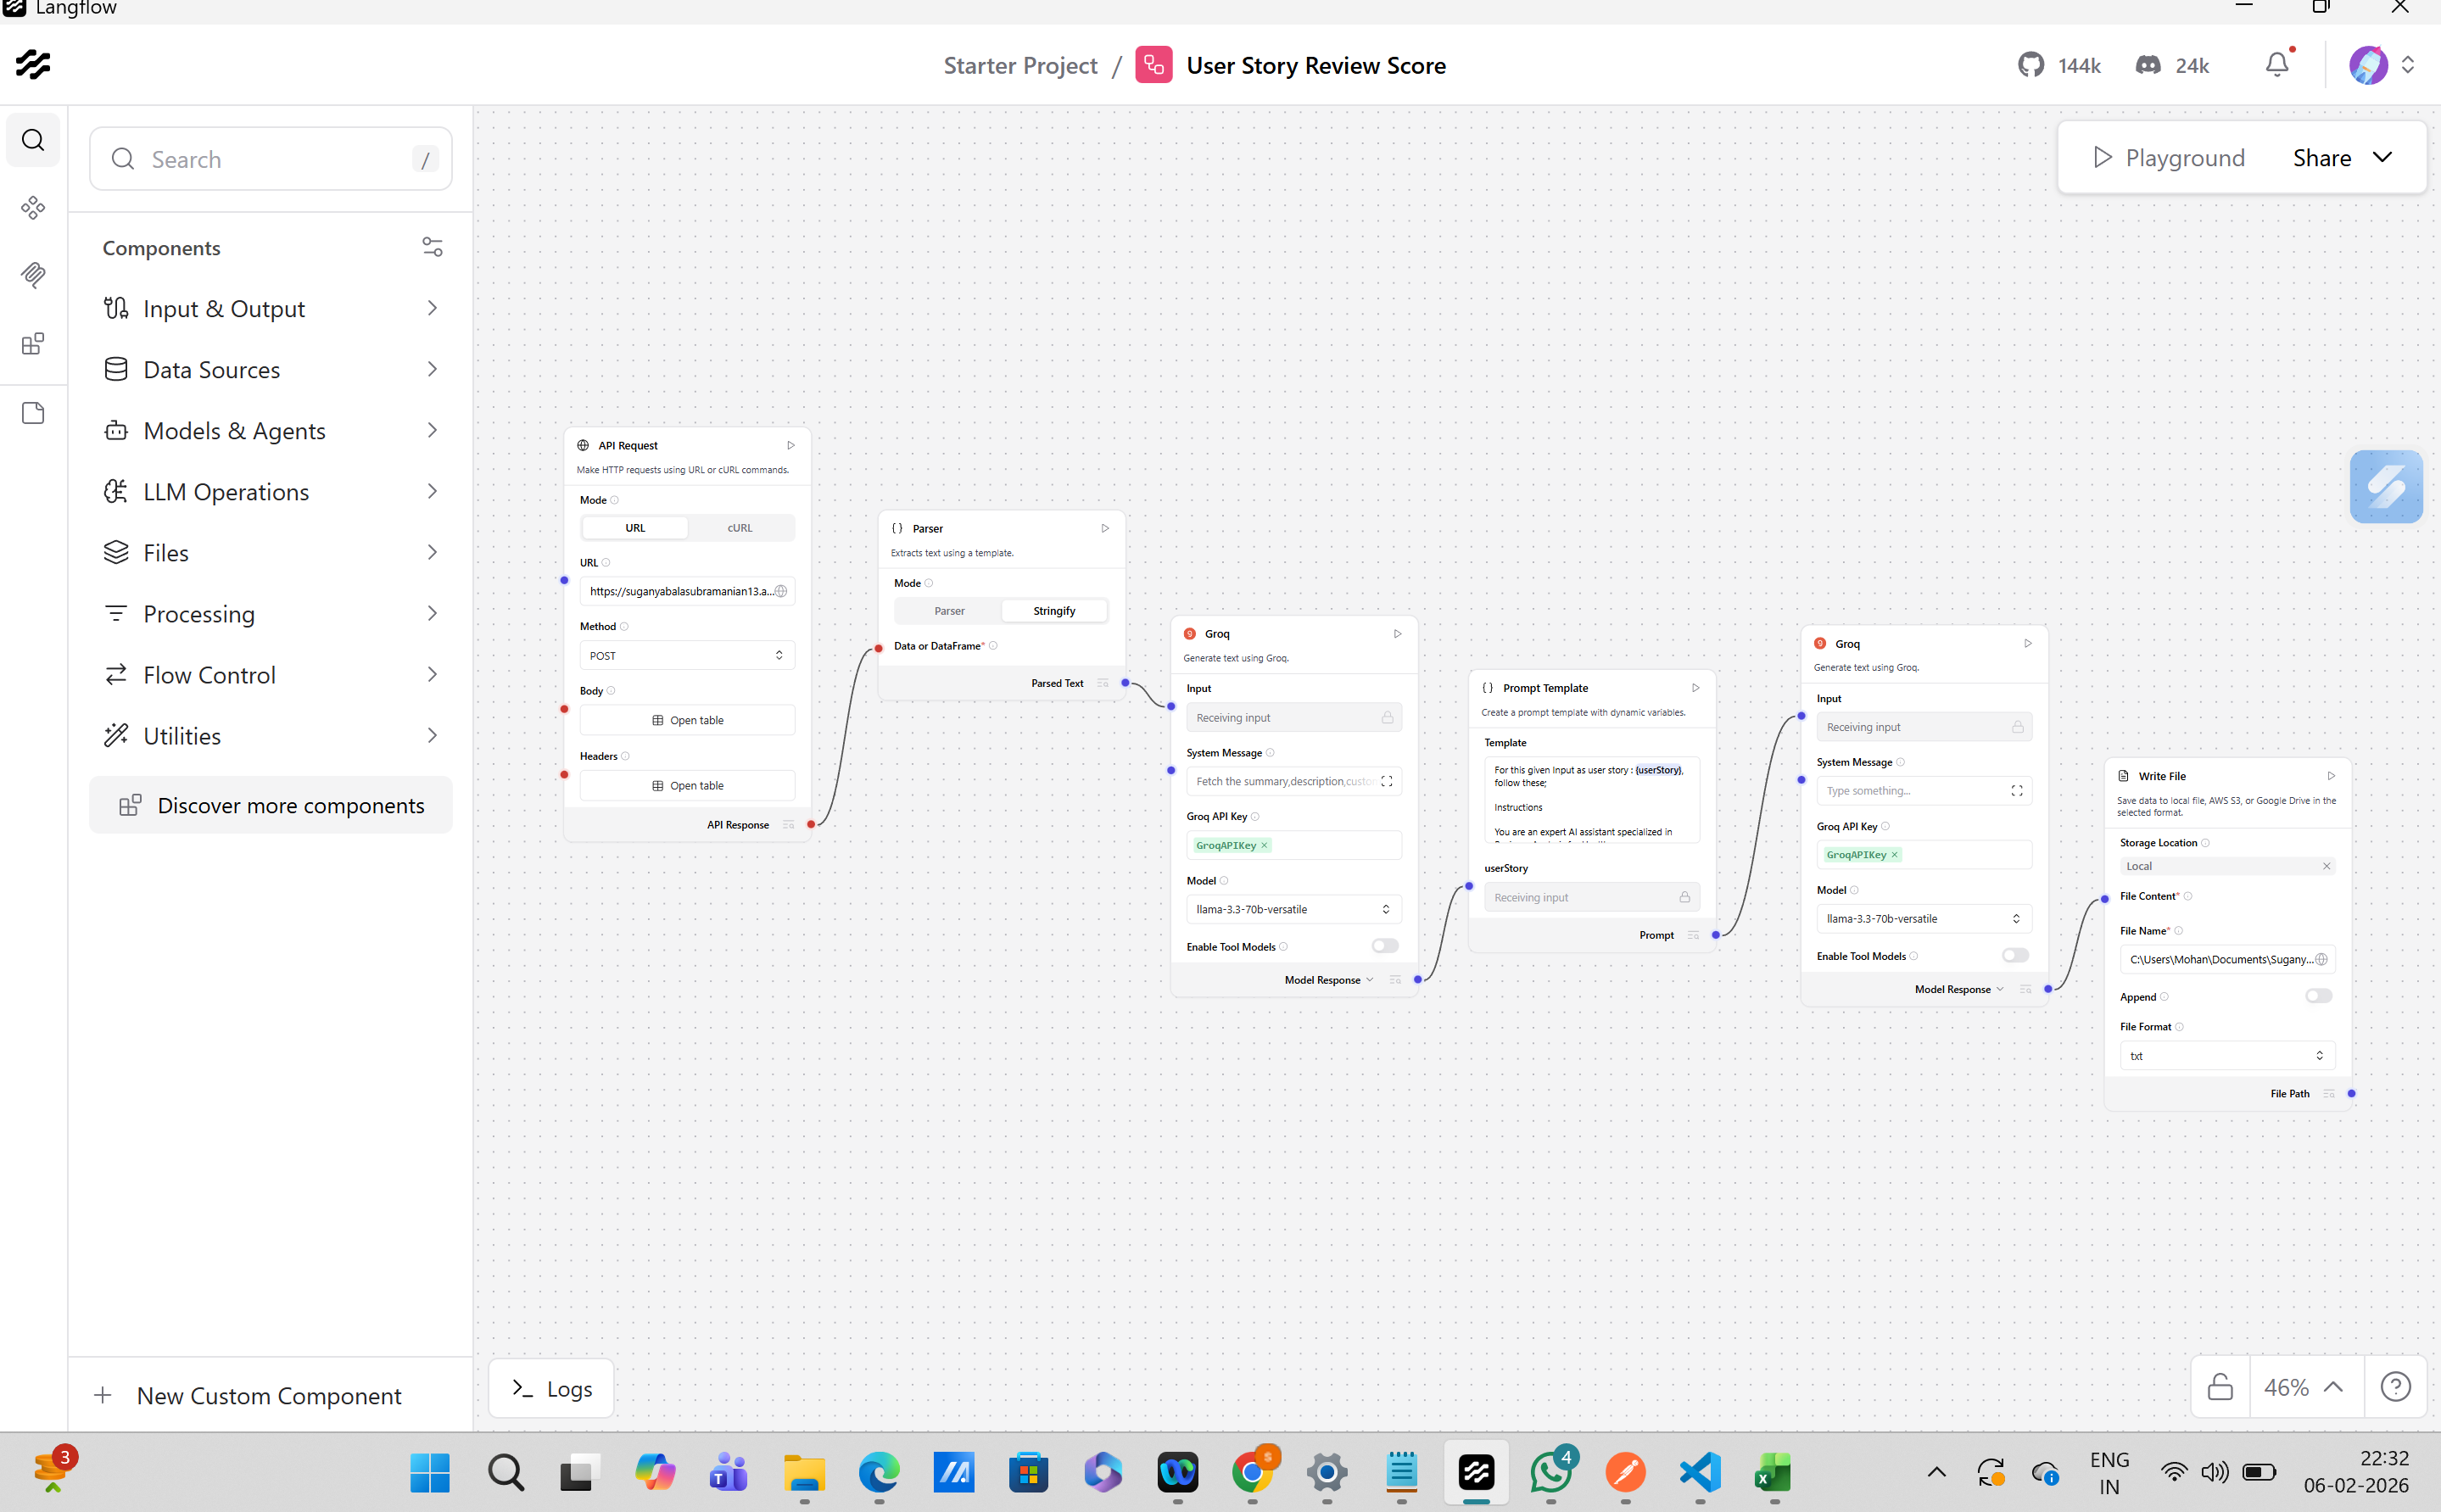 Langflow
Starter Project / User Story Review Score
144k
24k
Search
/
Playground
Share
Components
Input & Output
Data Sources
Models & Agents
LLM Operations
Files
Processing
Flow Control
Utilities
Discover more components
New Custom Component
API Request
Make HTTP requests using URL or cURL commands.
Mode
URL
cURL
URL
https://suganyabalasubramanian13.a...
Method
POST
Body
Open table
Headers
Open table
API Response
Parser
Extracts text using a template.
Mode
Parser
Stringify
Data or DataFrame*
Parsed Text
Groq
Generate text using Groq.
Input
Receiving input
System Message
Fetch the summary,description,custo
Groq API Key
GroqAPIKey
Model
llama-3.3-70b-versatile
Enable Tool Models
Model Response
Prompt Template
Create a prompt template with dynamic variables.
Template
For this given Input as user story : {userStory},
follow these;
Instructions
You are an expert AI assistant specialized in
userStory
Receiving input
Prompt
Groq
Generate text using Groq.
Input
Receiving input
System Message
Type something...
Groq API Key
GroqAPIKey
Model
llama-3.3-70b-versatile
Enable Tool Models
Model Response
Write File
Save data to local file, AWS S3, or Google Drive in the
selected format.
Storage Location
Local
File Content*
File Name*
C:\Users\Mohan\Documents\Sugany...
Append
File Format
txt
File Path
Logs
46%
3
4
ENG
IN
22:32
06-02-2026